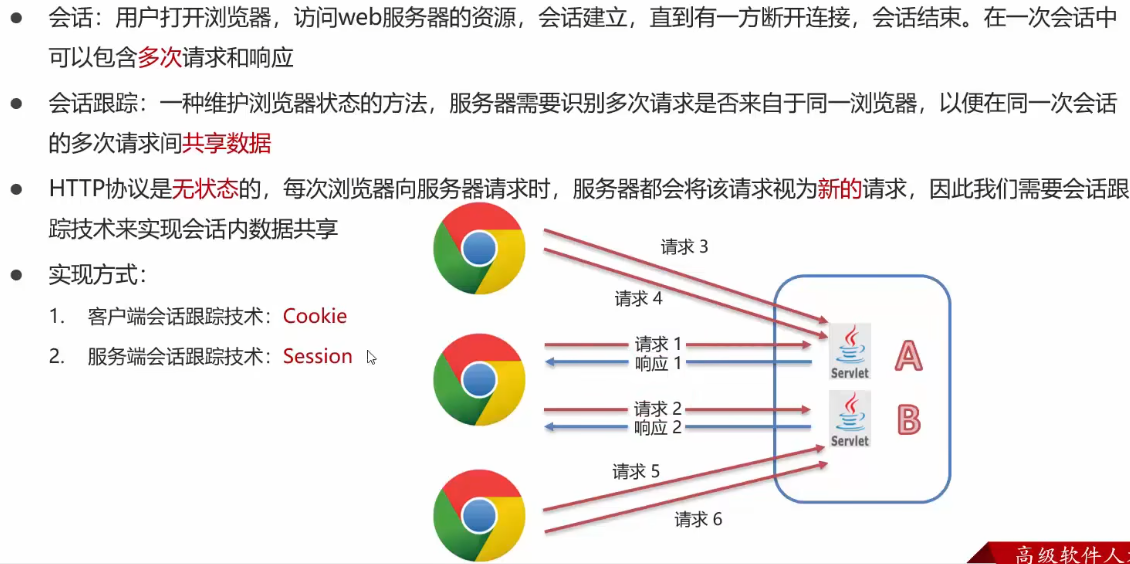 ● 会话：用户打开浏览器，访问web服务器的资源，会话建立，直到有一方断开连接，会话结束。在一次会话中
可以包含多次请求和响应
● 会话跟踪：一种维护浏览器状态的方法，服务器需要识别多次请求是否来自于同一浏览器，以便在同一次会话
的多次请求间共享数据
● HTTP协议是无状态的，每次浏览器向服务器请求时，服务器都会将该请求视为新的请求，因此我们需要会话跟
踪技术来实现会话内数据共享
● 实现方式：
1. 客户端会话跟踪技术：Cookie
2. 服务端会话跟踪技术：Session
请求 3
请求 4
请求 1
响应 1
Servlet
A
请求 2
响应 2
Servlet
B
请求 5
请求 6
高级软件人